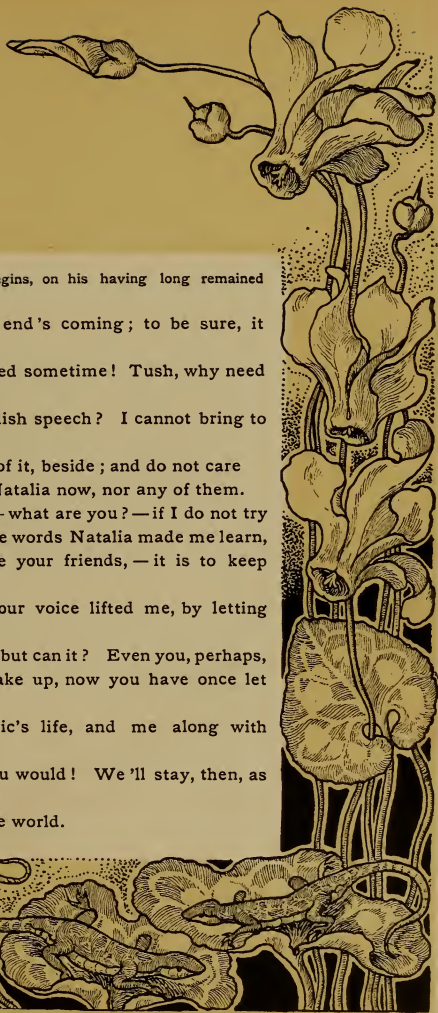 egins, on his having long remained
end's coming; to be sure, it
ed sometime! Tush, why need
ish speech? I cannot bring to
of it, beside; and do not care
Natalia now, nor any of them.
— what are you? — if I do not try
e words Natalia made me learn,
e your friends, — it is to keep
our voice lifted me, by letting
but can it? Even you, perhaps,
ake up, now you have once let
ic's life, and me along with
u would! We'll stay, then, as
e world.